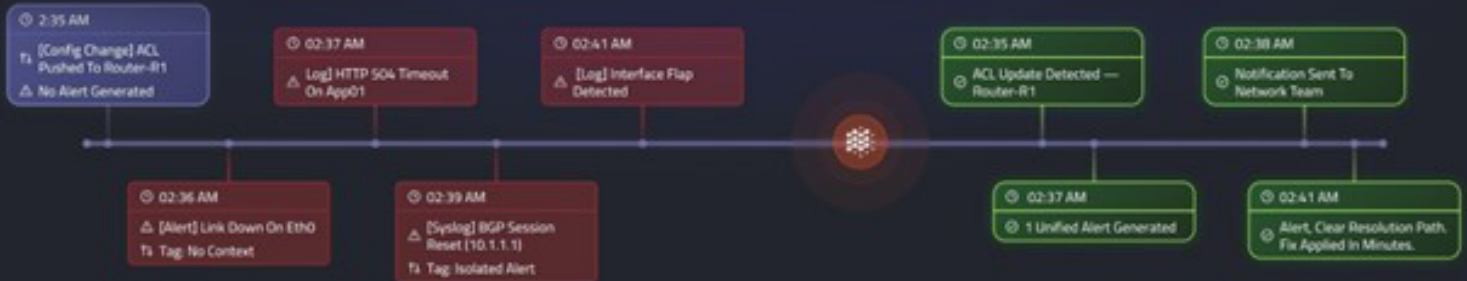 2:35 AM
[Config Change] ACL
Pushed To Router-R1
No Alert Generated
02:36 AM
[Alert] Link Down On Eth0
Tag: No Context
02:37 AM
Log] HTTP 504 Timeout
On App01
02:39 AM
[Syslog] BGP Session
Reset (10.1.1.1)
Tag: Isolated Alert
02:41 AM
[Log] Interface Flap
Detected
02:35 AM
ACL Update Detected —
Router-R1
02:37 AM
1 Unified Alert Generated
02:38 AM
Notification Sent To
Network Team
02:41 AM
Alert, Clear Resolution Path.
Fix Applied In Minutes.